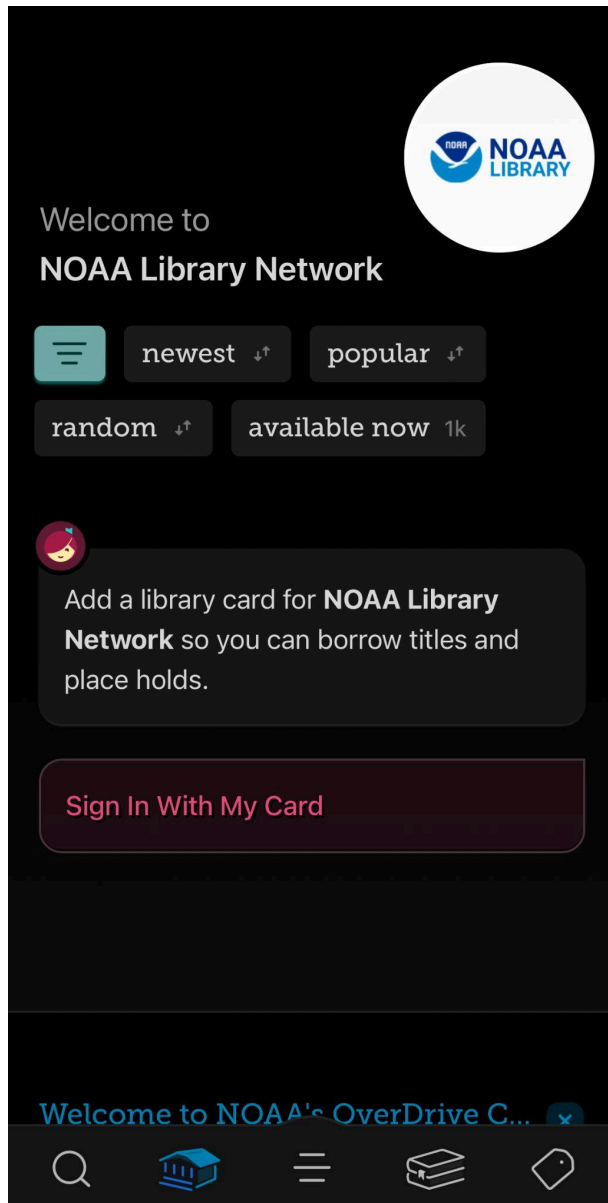 NOAA
NOAA
LIBRARY
Welcome to
NOAA Library Network
newest
popular
random
available now 1k
Add a library card for NOAA Library
Network so you can borrow titles and
place holds.
Sign In With My Card
Welcome to NOAA's OverDrive C...